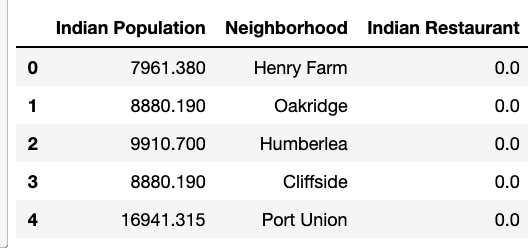 Indian Population Neighborhood Indian Restaurant
0 7961.380 Henry Farm 0.0
1 8880.190 Oakridge 0.0
2 9910.700 Humberlea 0.0
3 8880.190 Cliffside 0.0
4 16941.315 Port Union 0.0